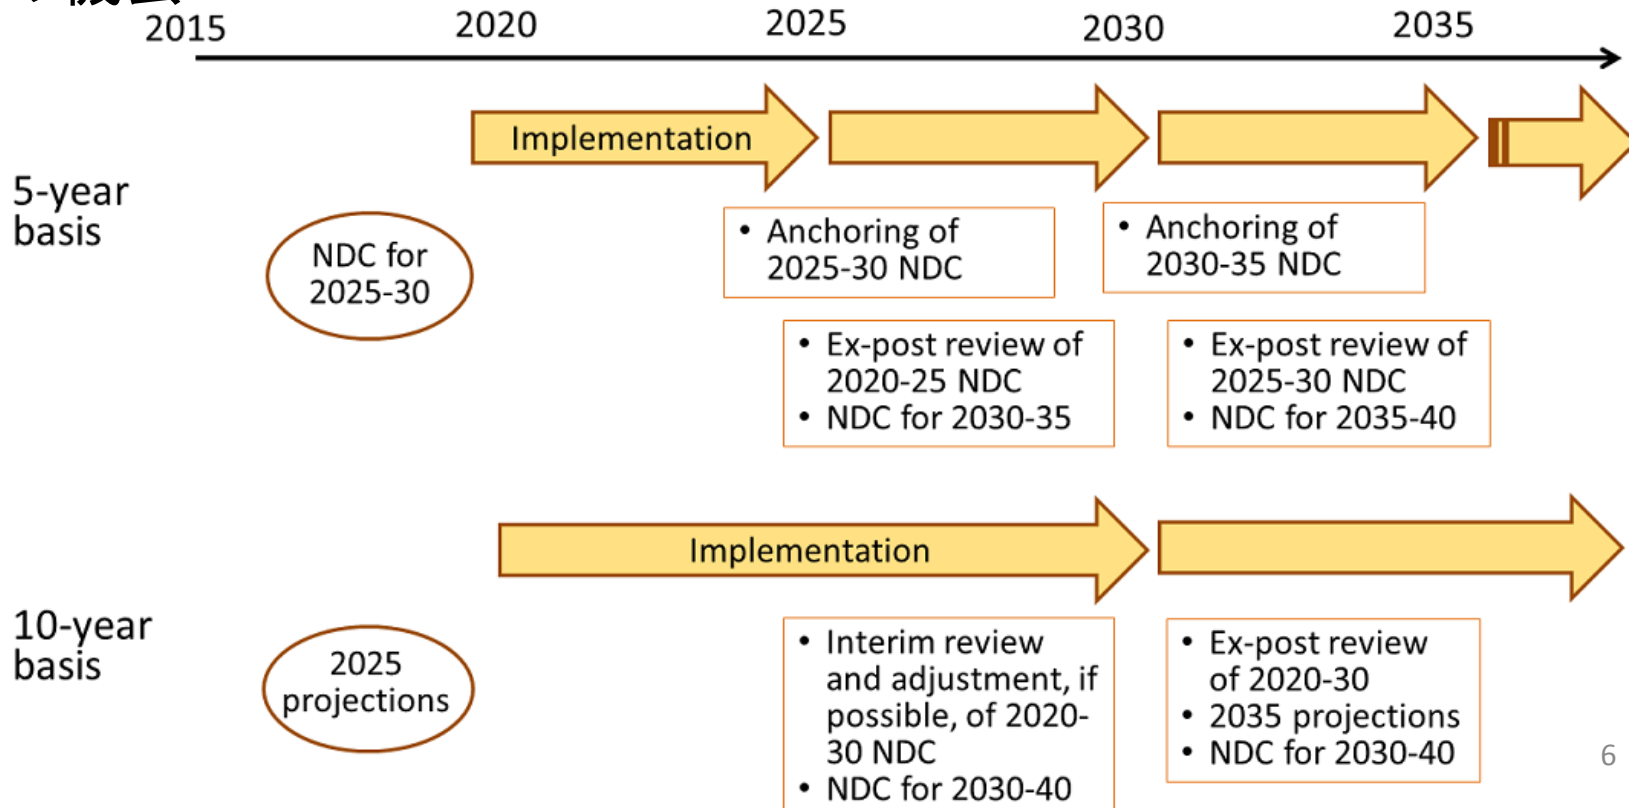 2015
2020
2025
2030
2035
Implementation
5-year
basis
NDC for
2025-30
• Anchoring of
2025-30 NDC
• Anchoring of
2030-35 NDC
• Ex-post review of
2020-25 NDC
• NDC for 2030-35
• Ex-post review of
2025-30 NDC
• NDC for 2035-40
Implementation
10-year
basis
2025
projections
• Interim review
and adjustment, if
possible, of 2020-
30 NDC
• NDC for 2030-40
• Ex-post review
of 2020-30
• 2035 projections
• NDC for 2030-40
6